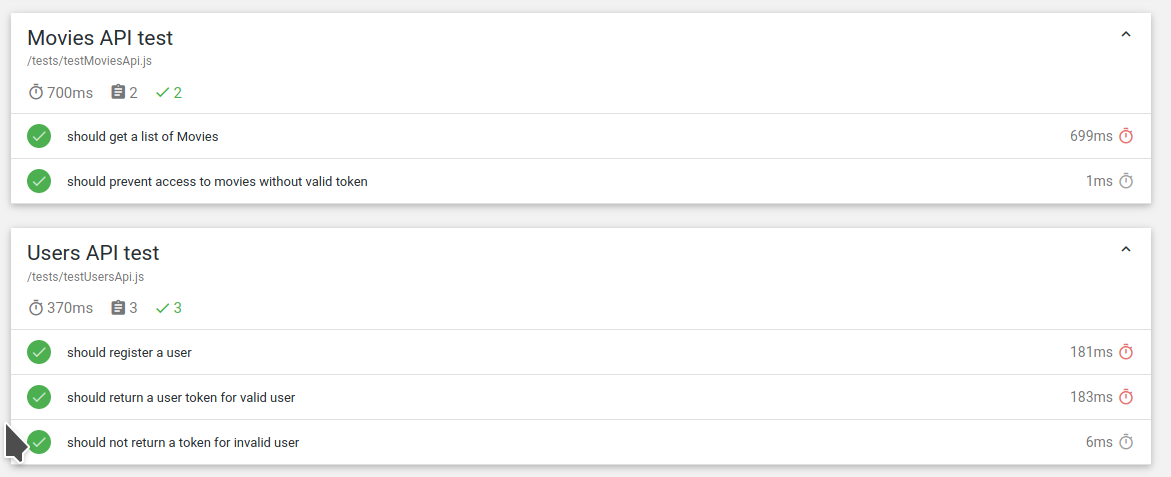 Movies API test
/tests/testMoviesApi.js
700ms 2 2
should get a list of Movies 699ms
should prevent access to movies without valid token 1ms
Users API test
/tests/testUsersApi.js
370ms 3 3
should register a user 181ms
should return a user token for valid user 183ms
should not return a token for invalid user 6ms